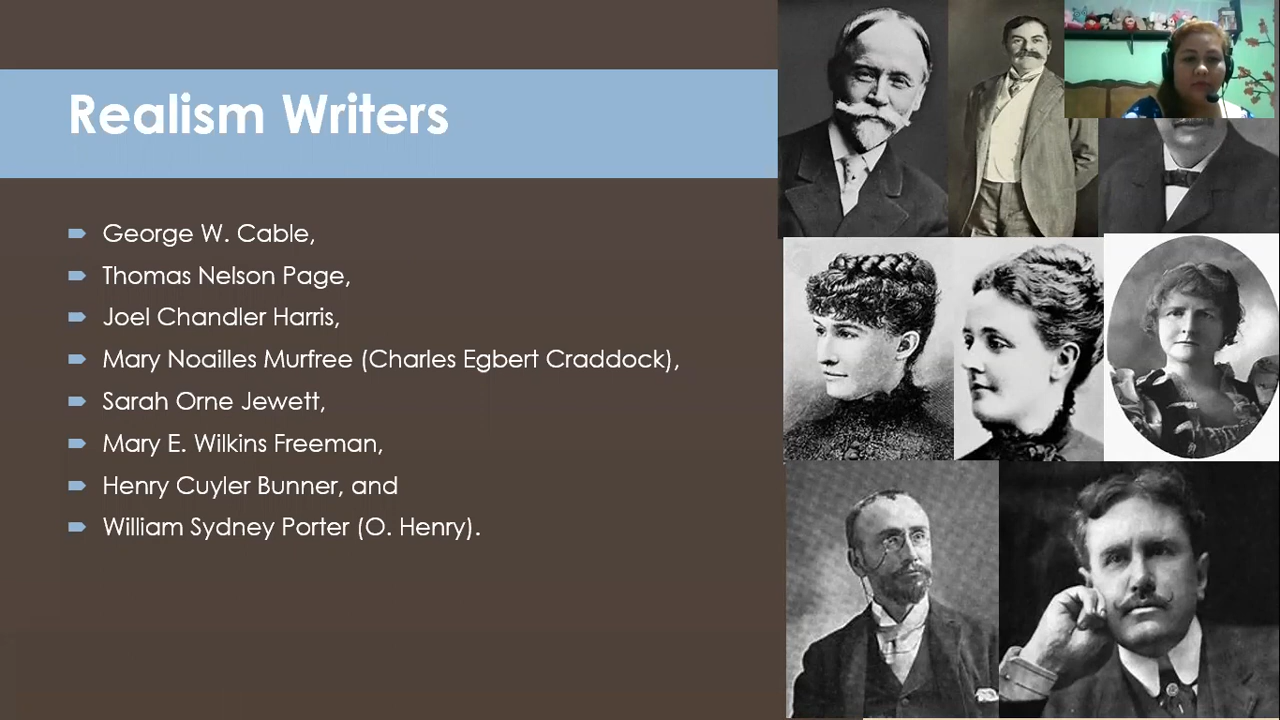 Realism Writers
George W. Cable,
Thomas Nelson Page,
Joel Chandler Harris,
Mary Noailles Murfree (Charles Egbert Craddock),
Sarah Orne Jewett,
Mary E. Wilkins Freeman,
Henry Cuyler Bunner, and
William Sydney Porter (O. Henry).